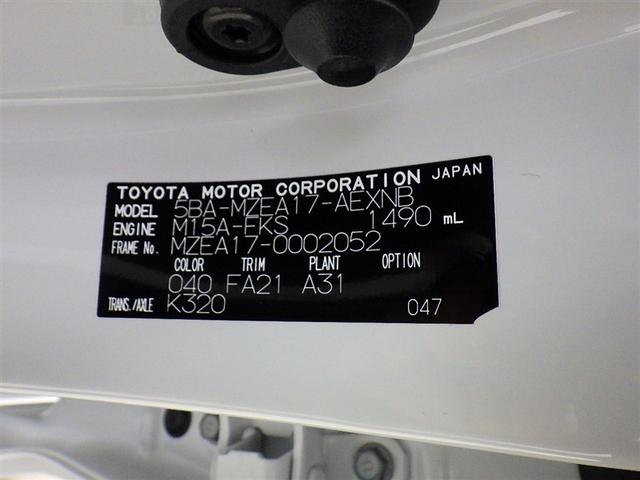 TOYOTA MOTOR CORPORATION JAPAN
MODEL 5BA-MZEA17-AEXNB
ENGINE M15A-FKS 1490 mL
FRAME No. MZEA17-0002052
COLOR TRIM PLANT OPTION
040 FA21 A31
TRANS./AXLE K320 047